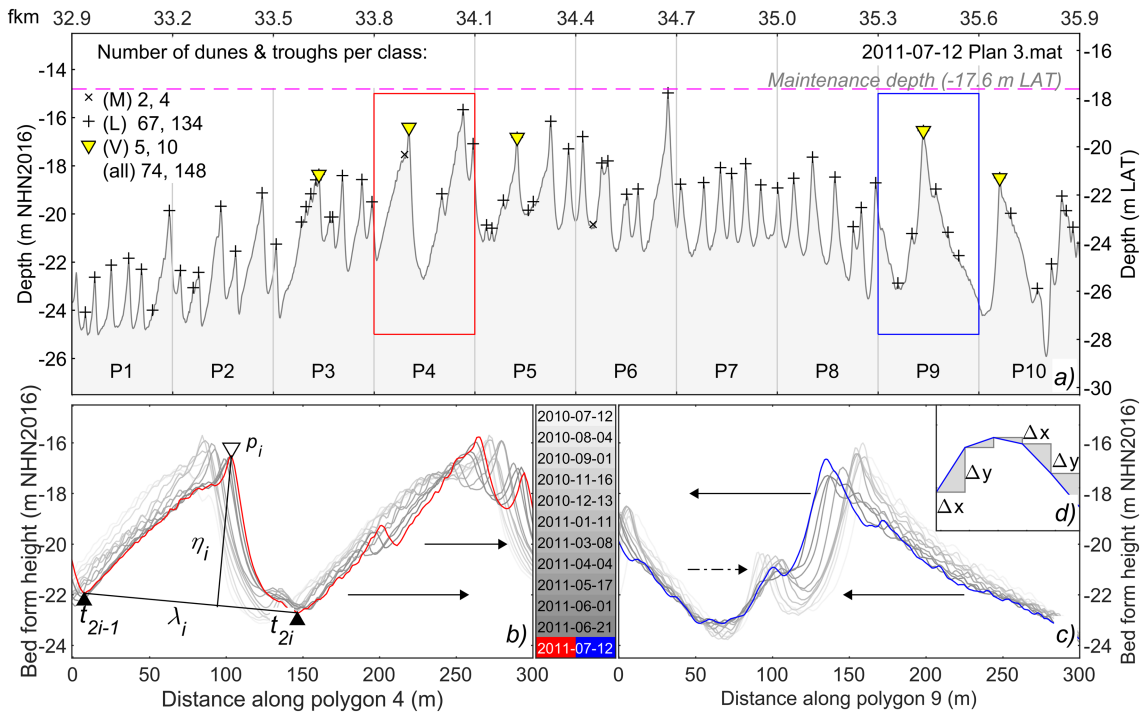 fkm 32.9 33.2 33.5 33.8 34.1 34.4 34.7 35.0 35.3 35.6 35.9
Number of dunes & troughs per class:
2011-07-12 Plan 3.mat
Maintenance depth (-17.6 m LAT)
× (M) 2, 4
+ (L) 67, 134
(V) 5, 10
(all) 74, 148
Depth (m NHN2016)
-14
-16
-18
-20
-22
-24
-26
Depth (m LAT)
-16
-18
-20
-22
-24
-26
-28
-30
P1 P2 P3 P4 P5 P6 P7 P8 P9 P10
a)
Bed form height (m NHN2016)
-16
-18
-20
-22
-24
p_i
η_i
λ_i
t_2i-1
t_2i
b)
0 50 100 150 200 250 300
Distance along polygon 4 (m)
2010-07-12
2010-08-04
2010-09-01
2010-11-16
2010-12-13
2011-01-11
2011-03-08
2011-04-04
2011-05-17
2011-06-01
2011-06-21
2011-07-12
Δx
Δy
Δx
Δy
d)
c)
-16
-18
-20
-22
-24
Bed form height (m NHN2016)
0 50 100 150 200 250 300
Distance along polygon 9 (m)